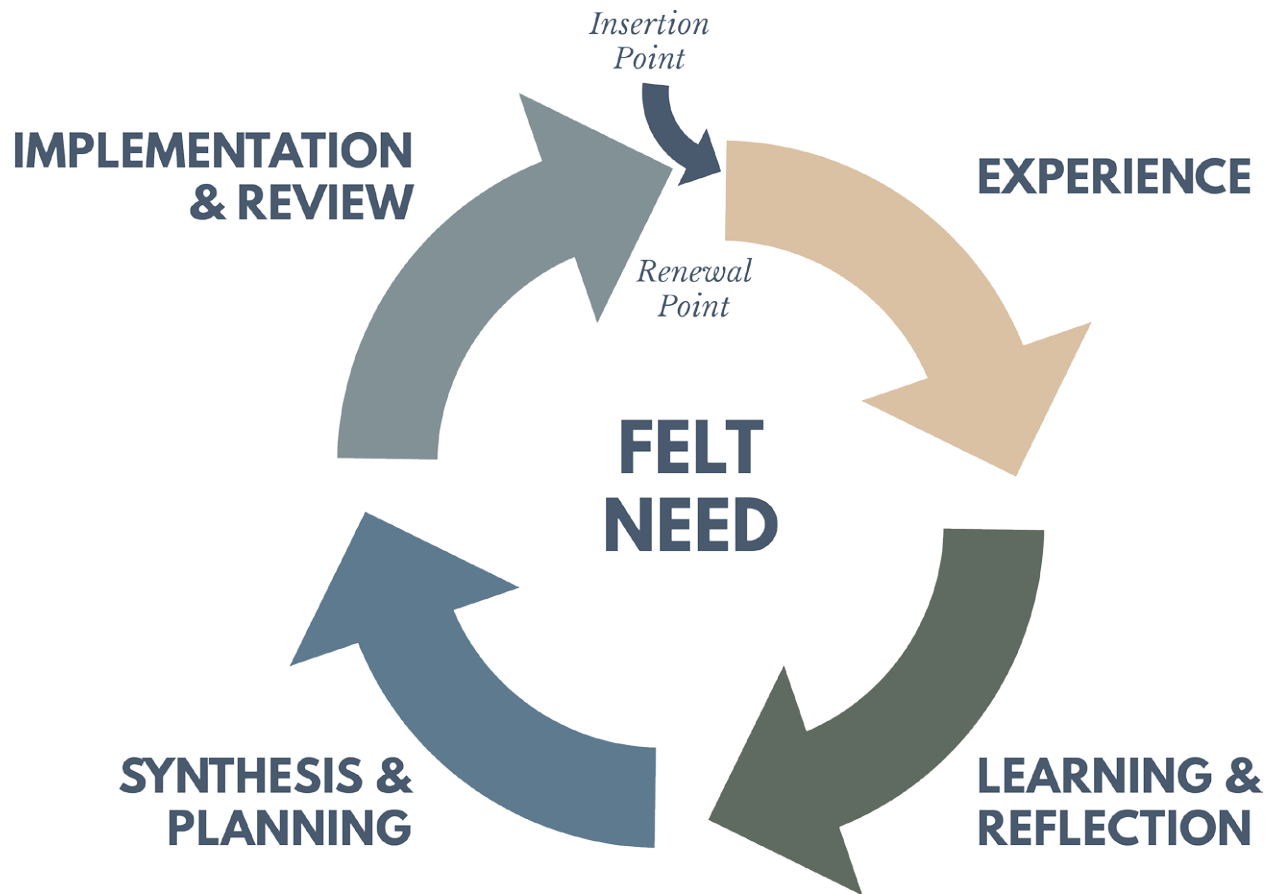 Insertion
Point
IMPLEMENTATION
& REVIEW
EXPERIENCE
Renewal
Point
FELT
NEED
SYNTHESIS &
PLANNING
LEARNING &
REFLECTION